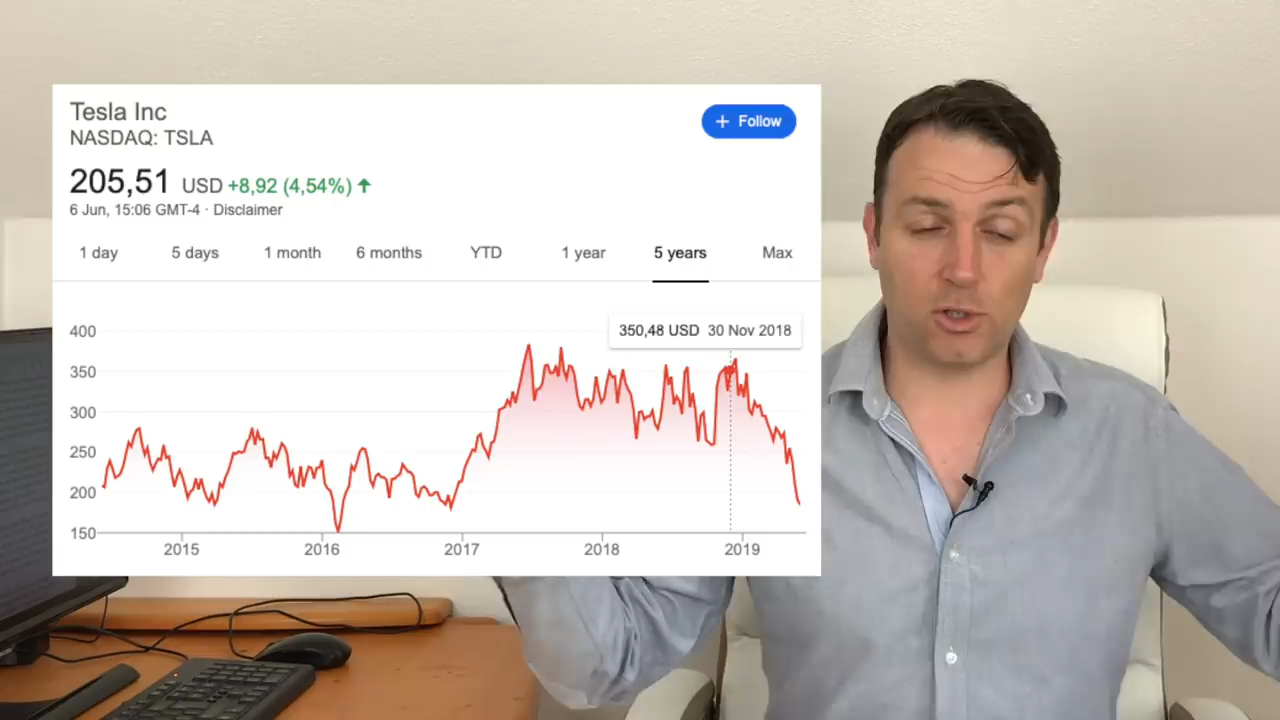 Tesla Inc
NASDAQ: TSLA
+ Follow
205,51 USD +8,92 (4,54%) ↑
6 Jun, 15:06 GMT-4 · Disclaimer
1 day 5 days 1 month 6 months YTD 1 year 5 years Max
350,48 USD 30 Nov 2018
400
350
300
250
200
150
2015 2016 2017 2018 2019